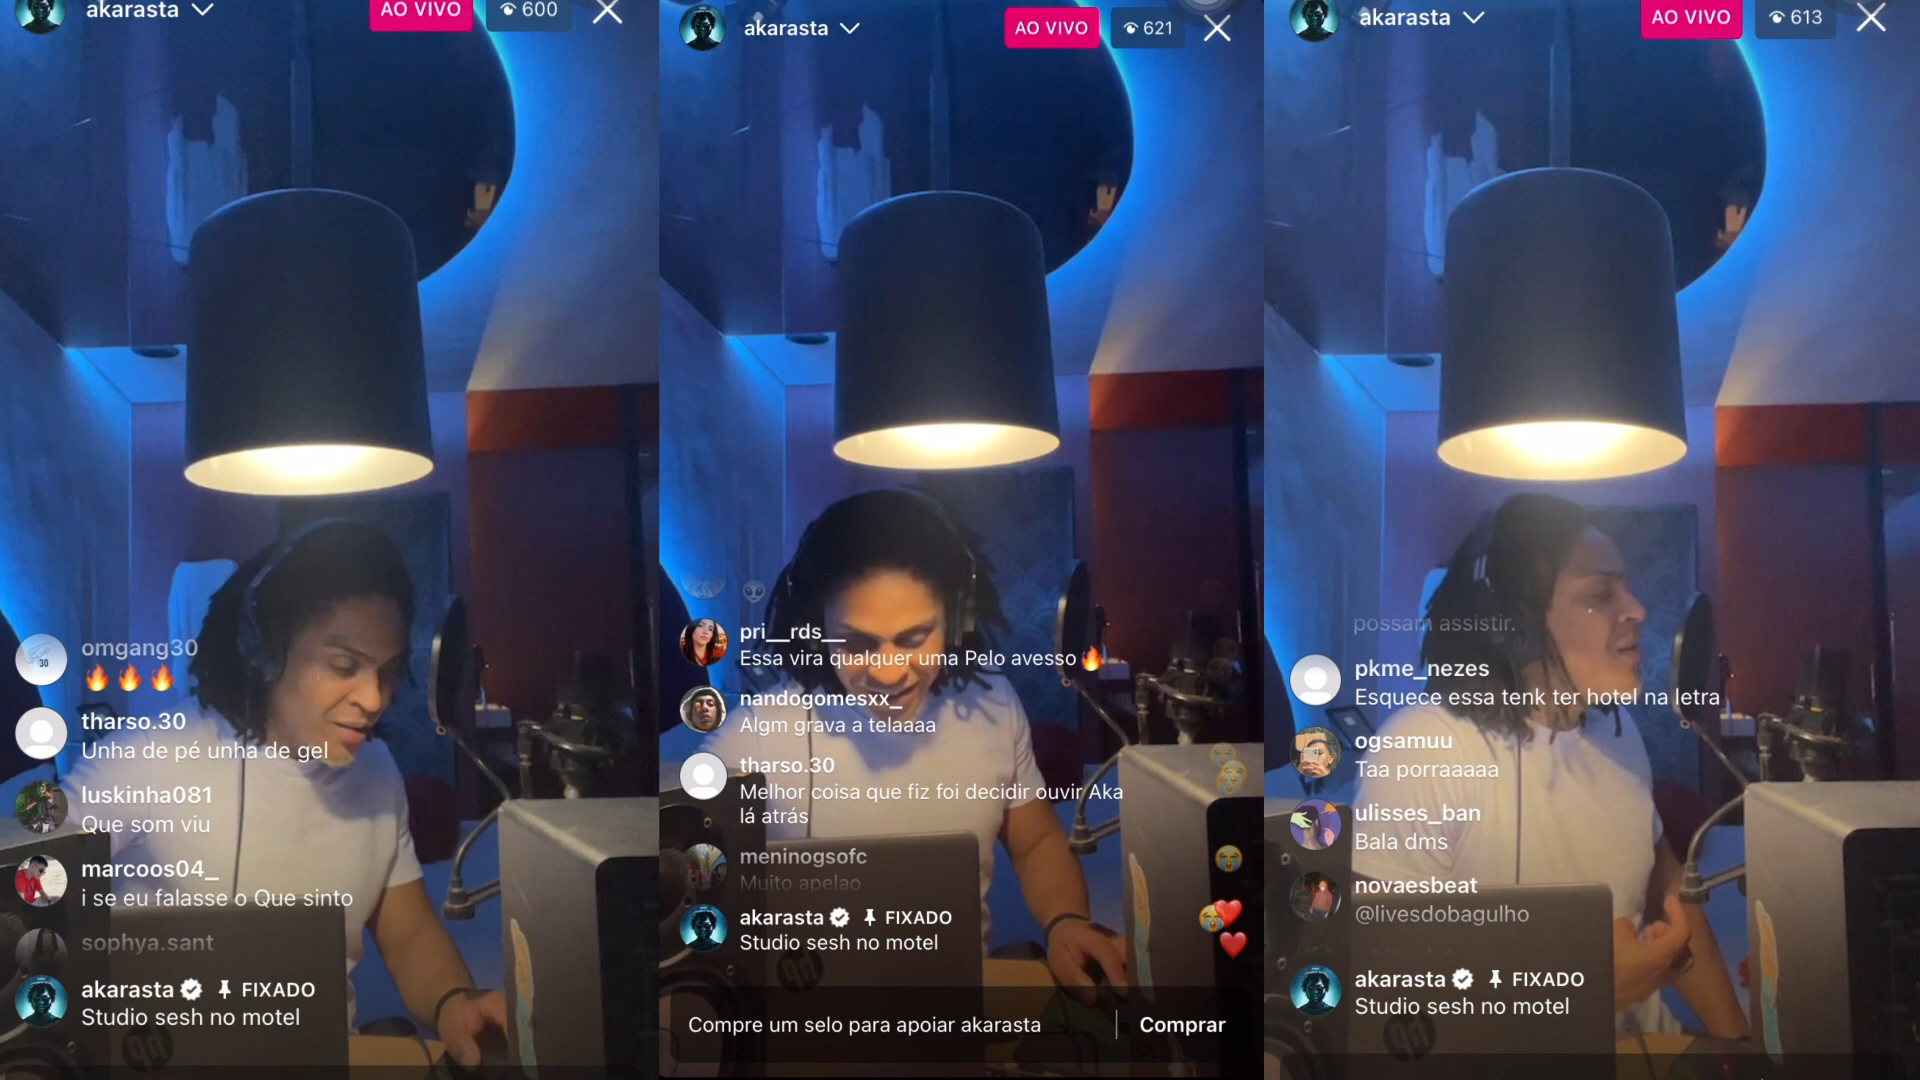 akarasta
AO VIVO
600
omgang30
🔥🔥🔥
tharso.30
Unha de pé unha de gel
luskinha081
Que som viu
marcoos04_
i se eu falasse o Que sinto
sophya.sant
akarasta FIXADO
Studio sesh no motel
akarasta
AO VIVO
621
👽
pri__rds__
Essa vira qualquer uma Pelo avesso🔥
nandogomesxx_
Algm grava a telaaaa
tharso.30
Melhor coisa que fiz foi decidir ouvir Aka
lá atrás
meninogsofc
Muito apelao
akarasta FIXADO
Studio sesh no motel
Compre um selo para apoiar akarasta
Comprar
akarasta
AO VIVO
613
possam assistir.
pkme_nezes
Esquece essa tenk ter hotel na letra
ogsamuu
Taa porraaaaa
ulisses_ban
Bala dms
novaesbeat
@livesdobagulho
akarasta FIXADO
Studio sesh no motel
30
hp
hp
hp